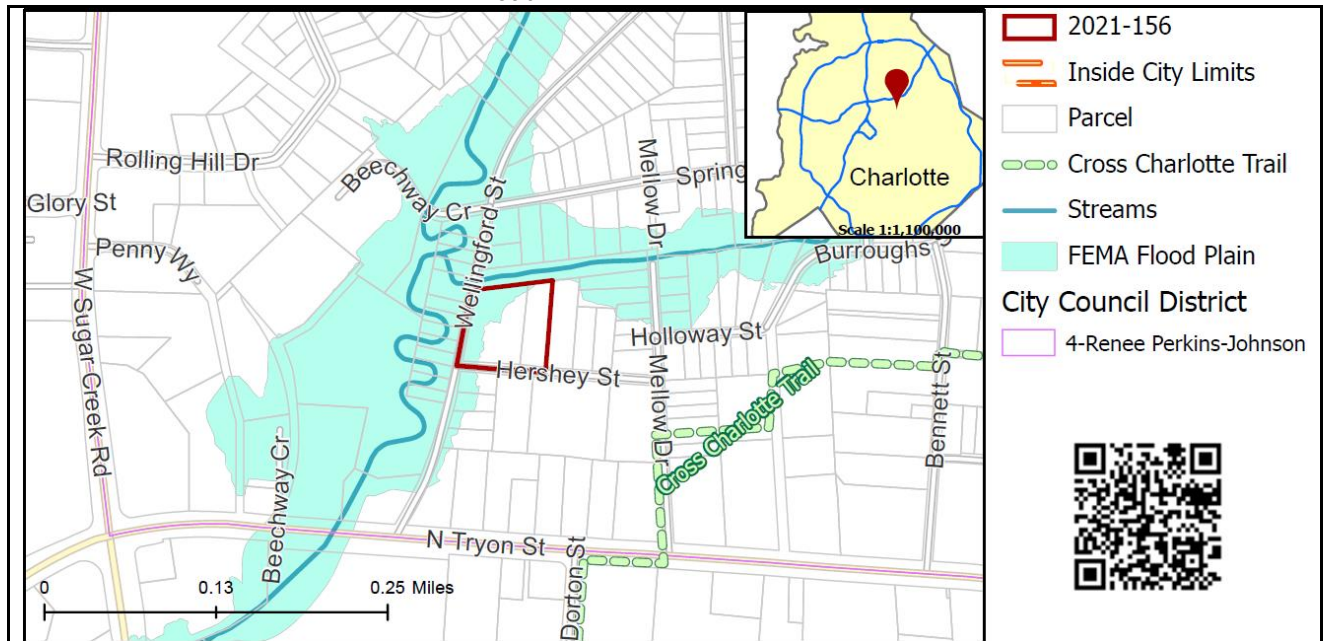 Rolling Hill Dr
Glory St
Penny Wy
Beechway Cr
Wellingford St
Mellow Dr
Spring
Burroughs
Holloway St
Hershey St
Mellow Dr
Cross Charlotte Trail
Bennett St
W Sugar Creek Rd
Beechway Cr
N Tryon St
Dorton St
0 0.13 0.25 Miles
Charlotte
Scale 1:1,100,000
2021-156
Inside City Limits
Parcel
Cross Charlotte Trail
Streams
FEMA Flood Plain
City Council District
4-Renee Perkins-Johnson